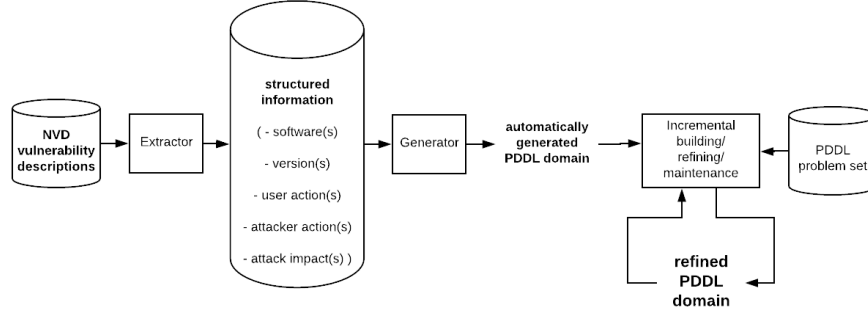 NVD
vulnerability
descriptions
Extractor
structured
information
( - software(s)
- version(s)
- user action(s)
- attacker action(s)
- attack impact(s) )
Generator
automatically
generated
PDDL domain
Incremental
building/
refining/
maintenance
PDDL
problem set
refined
PDDL
domain